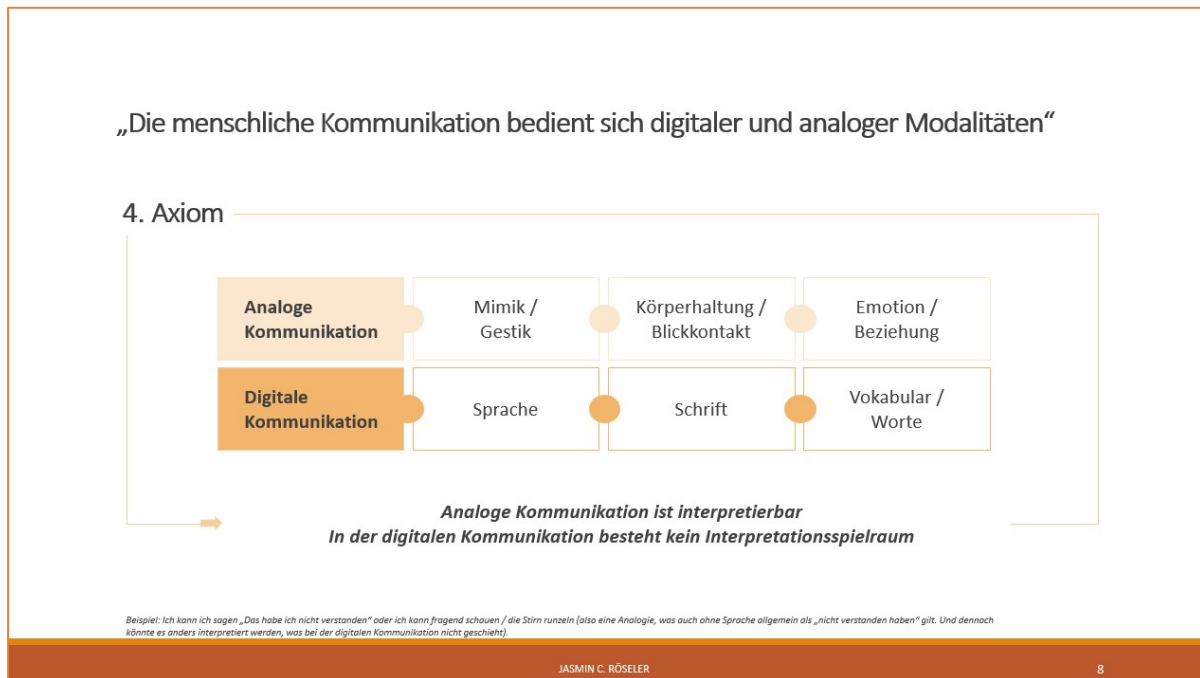 „Die menschliche Kommunikation bedient sich digitaler und analoger Modalitäten“
4. Axiom
Analoge
Kommunikation
Mimik /
Gestik
Körperhaltung /
Blickkontakt
Emotion /
Beziehung
Digitale
Kommunikation
Sprache
Schrift
Vokabular /
Worte
Analoge Kommunikation ist interpretierbar
In der digitalen Kommunikation besteht kein Interpretationsspielraum
Beispiel: Ich kann ich sagen „Das habe ich nicht verstanden“ oder ich kann fragend schauen / die Stirn runzeln (also eine Analogie, was auch ohne Sprache allgemein als „nicht verstanden haben“ gilt. Und dennoch
könnte es anders interpretiert werden, was bei der digitalen Kommunikation nicht geschieht).
JASMIN C. RÖSELER
8